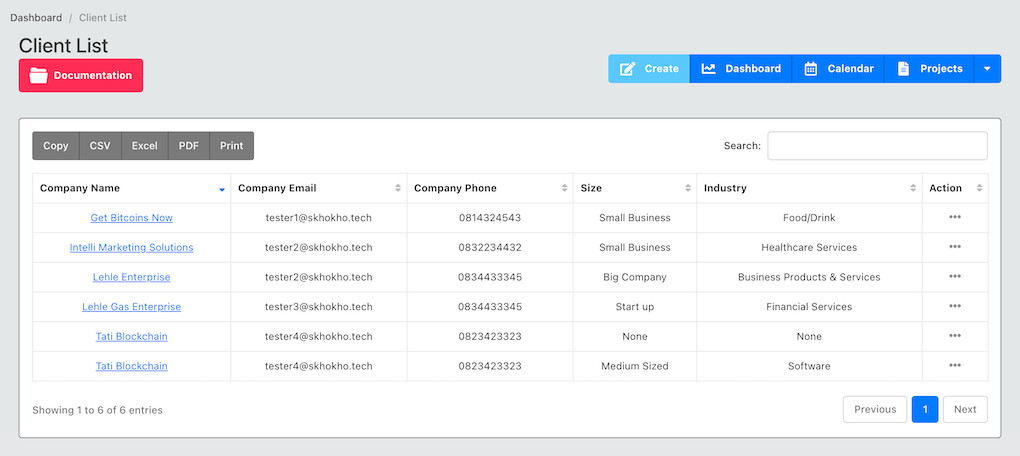 Dashboard / Client List
Client List
Documentation
Create Dashboard Calendar Projects
Copy CSV Excel PDF Print
Search:
Company Name Company Email Company Phone Size Industry Action
Get Bitcoins Now tester1@skhokho.tech 0814324543 Small Business Food/Drink •••
Intelli Marketing Solutions tester2@skhokho.tech 0832234432 Small Business Healthcare Services •••
Lehle Enterprise tester2@skhokho.tech 0834433345 Big Company Business Products & Services •••
Lehle Gas Enterprise tester3@skhokho.tech 0834433345 Start up Financial Services •••
Tati Blockchain tester4@skhokho.tech 0823423323 None None •••
Tati Blockchain tester4@skhokho.tech 0823423323 Medium Sized Software •••
Showing 1 to 6 of 6 entries
Previous 1 Next